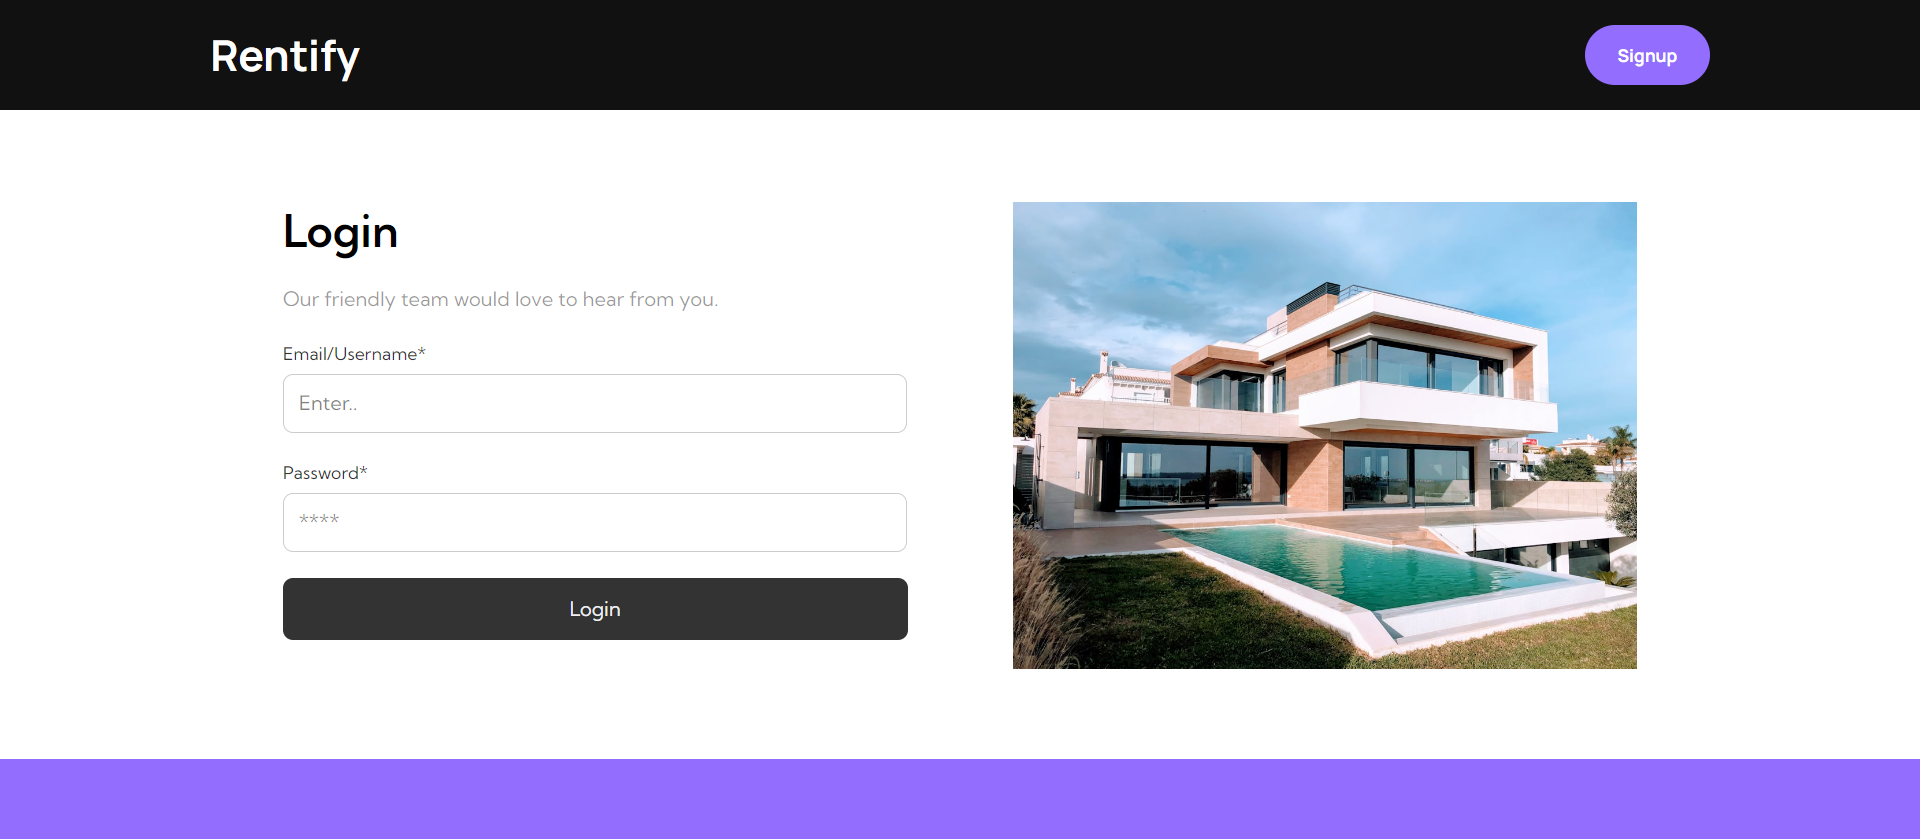 Rentify
Signup
Login
Our friendly team would love to hear from you.
Email/Username*
Enter..
Password*
****
Login